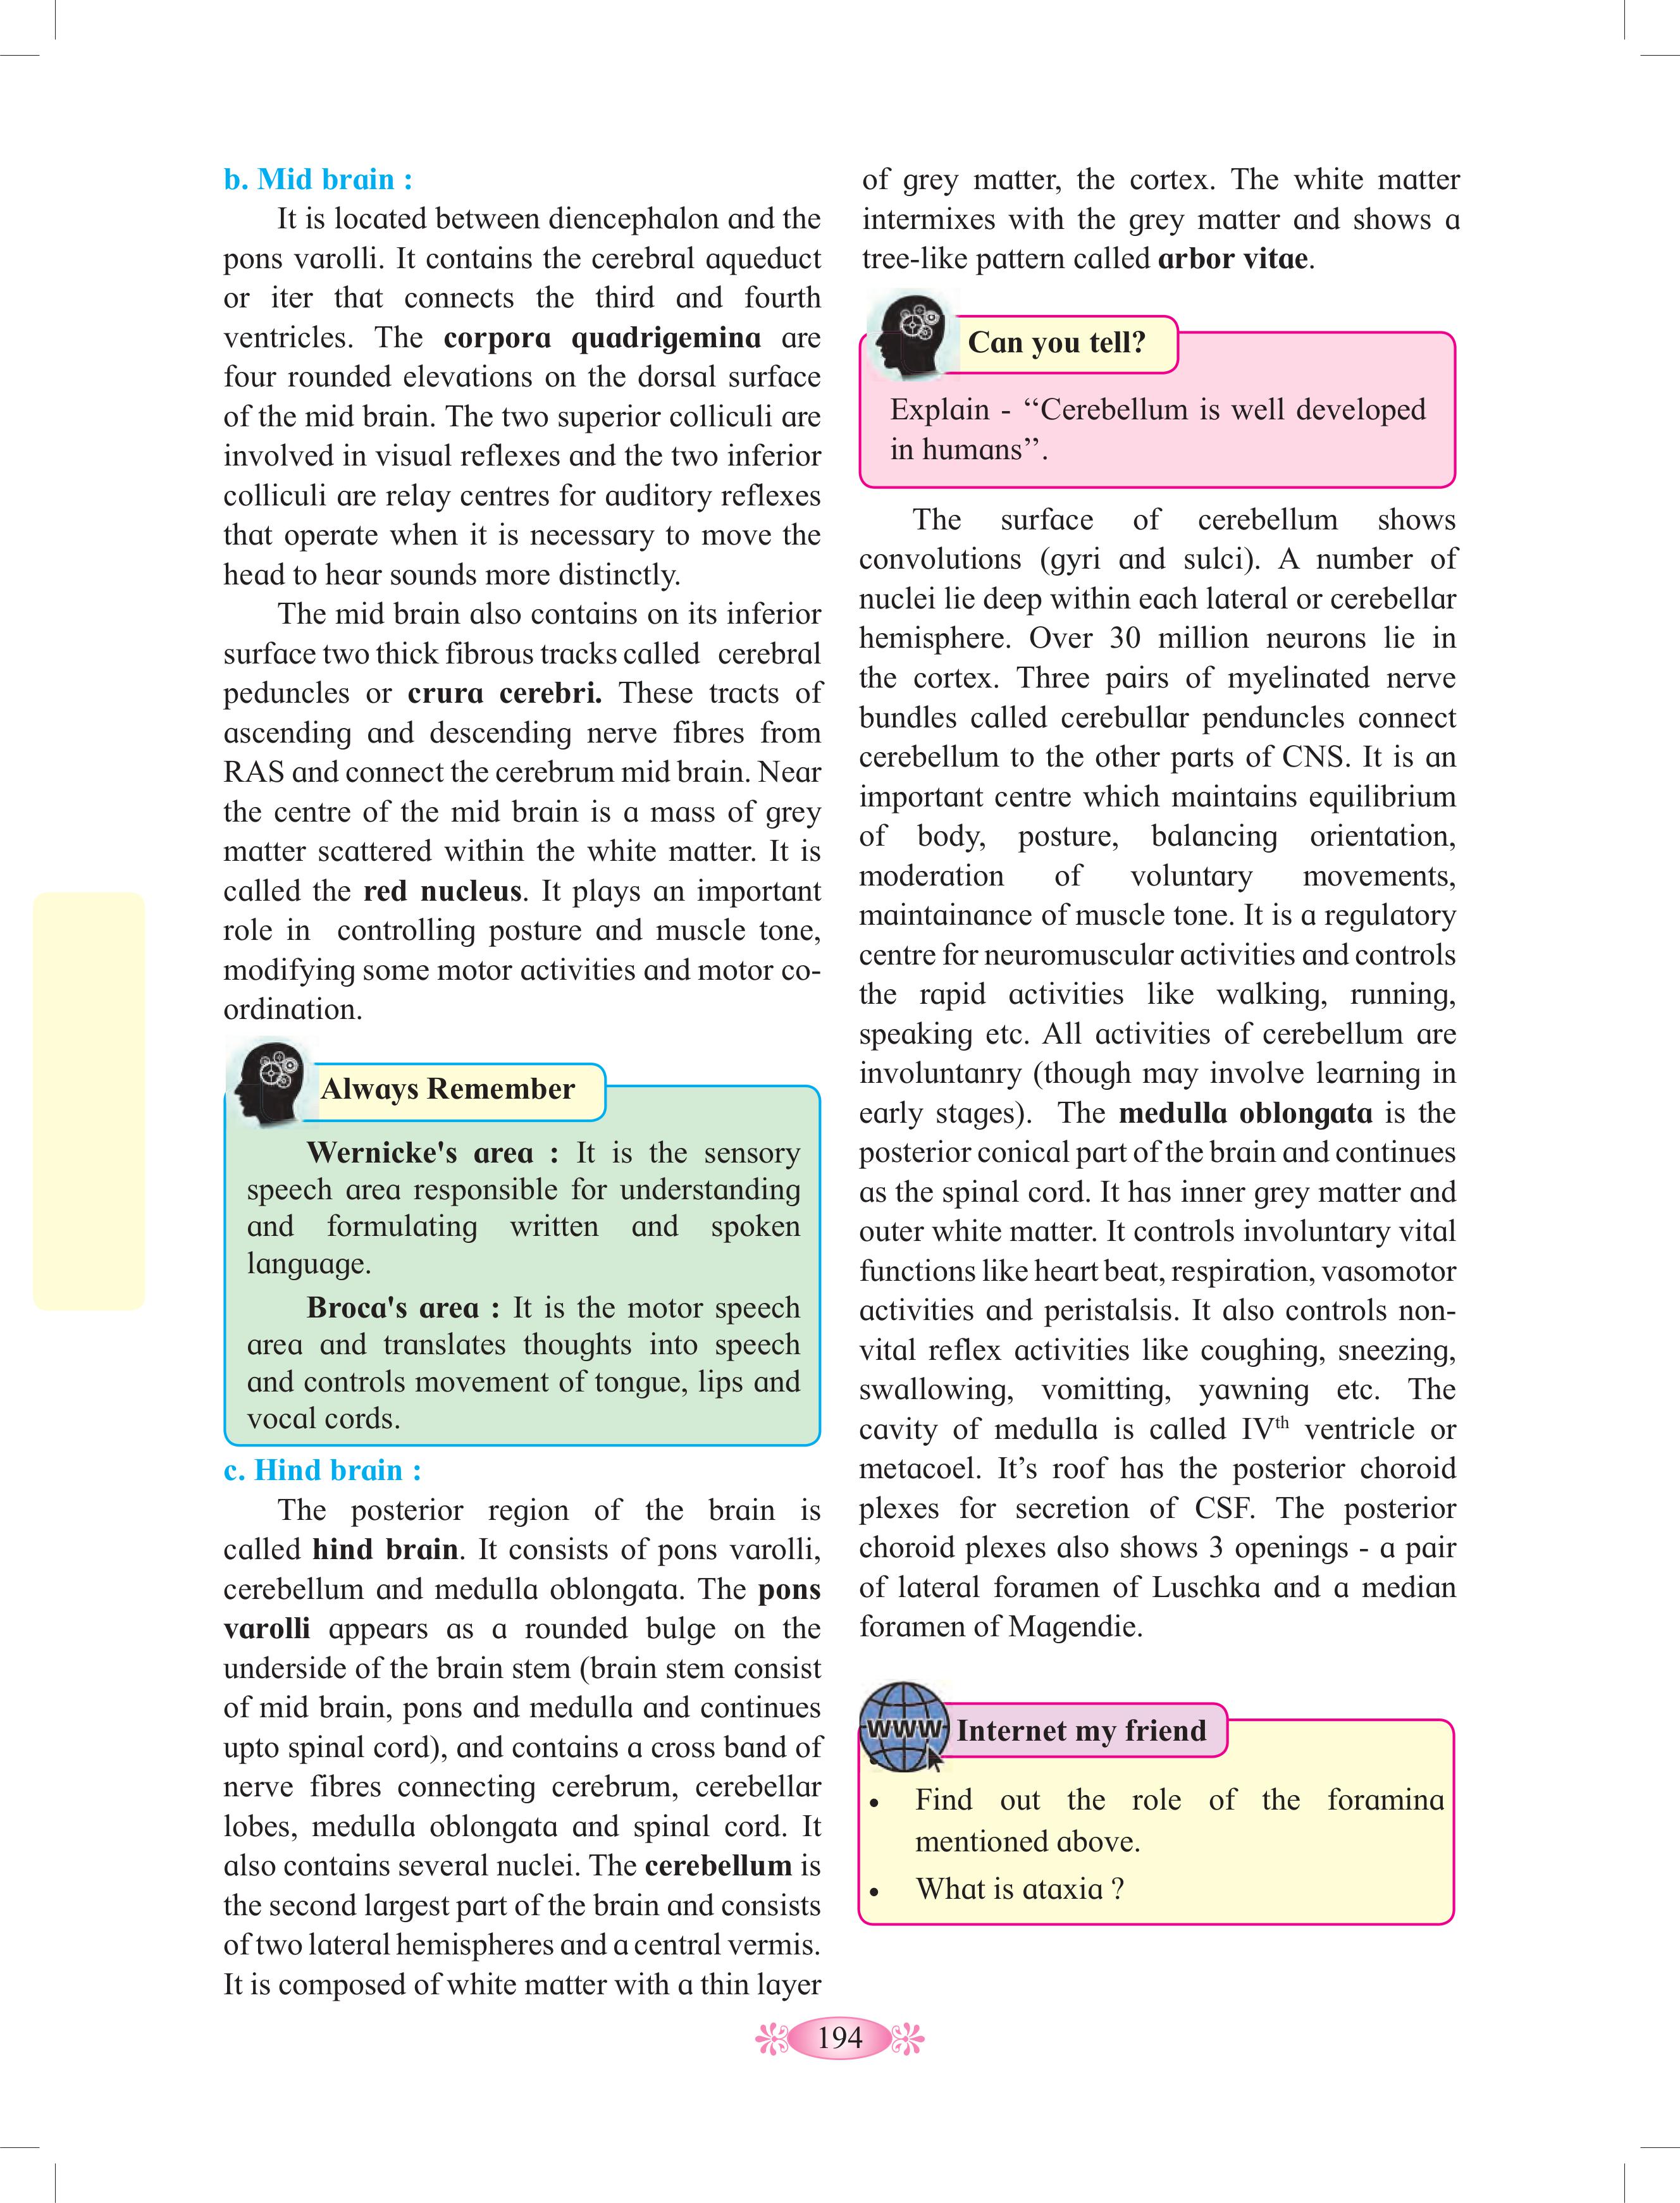 b. Mid brain :
It is located between diencephalon and the
pons varolli. It contains the cerebral aqueduct
or iter that connects the third and fourth
ventricles. The corpora quadrigemina are
four rounded elevations on the dorsal surface
of the mid brain. The two superior colliculi are
involved in visual reflexes and the two inferior
colliculi are relay centres for auditory reflexes
that operate when it is necessary to move the
head to hear sounds more distinctly.
The mid brain also contains on its inferior
surface two thick fibrous tracks called cerebral
peduncles or crura cerebri. These tracts of
ascending and descending nerve fibres from
RAS and connect the cerebrum mid brain. Near
the centre of the mid brain is a mass of grey
matter scattered within the white matter. It is
called the red nucleus. It plays an important
role in controlling posture and muscle tone,
modifying some motor activities and motor co-
ordination.
Always Remember
Wernicke's area : It is the sensory
speech area responsible for understanding
and formulating written and spoken
language.
Broca's area : It is the motor speech
area and translates thoughts into speech
and controls movement of tongue, lips and
vocal cords.
c. Hind brain :
The posterior region of the brain is
called hind brain. It consists of pons varolli,
cerebellum and medulla oblongata. The pons
varolli appears as a rounded bulge on the
underside of the brain stem (brain stem consist
of mid brain, pons and medulla and continues
upto spinal cord), and contains a cross band of
nerve fibres connecting cerebrum, cerebellar
lobes, medulla oblongata and spinal cord. It
also contains several nuclei. The cerebellum is
the second largest part of the brain and consists
of two lateral hemispheres and a central vermis.
It is composed of white matter with a thin layer
of grey matter, the cortex. The white matter
intermixes with the grey matter and shows a
tree-like pattern called arbor vitae.
Can you tell?
Explain - ‘‘Cerebellum is well developed
in humans’’.
The surface of cerebellum shows
convolutions (gyri and sulci). A number of
nuclei lie deep within each lateral or cerebellar
hemisphere. Over 30 million neurons lie in
the cortex. Three pairs of myelinated nerve
bundles called cerebullar penduncles connect
cerebellum to the other parts of CNS. It is an
important centre which maintains equilibrium
of body, posture, balancing orientation,
moderation of voluntary movements,
maintainance of muscle tone. It is a regulatory
centre for neuromuscular activities and controls
the rapid activities like walking, running,
speaking etc. All activities of cerebellum are
involuntanry (though may involve learning in
early stages). The medulla oblongata is the
posterior conical part of the brain and continues
as the spinal cord. It has inner grey matter and
outer white matter. It controls involuntary vital
functions like heart beat, respiration, vasomotor
activities and peristalsis. It also controls non-
vital reflex activities like coughing, sneezing,
swallowing, vomitting, yawning etc. The
cavity of medulla is called IVth ventricle or
metacoel. It’s roof has the posterior choroid
plexes for secretion of CSF. The posterior
choroid plexes also shows 3 openings - a pair
of lateral foramen of Luschka and a median
foramen of Magendie.
WWW
Internet my friend
• Find out the role of the foramina
mentioned above.
• What is ataxia ?
194